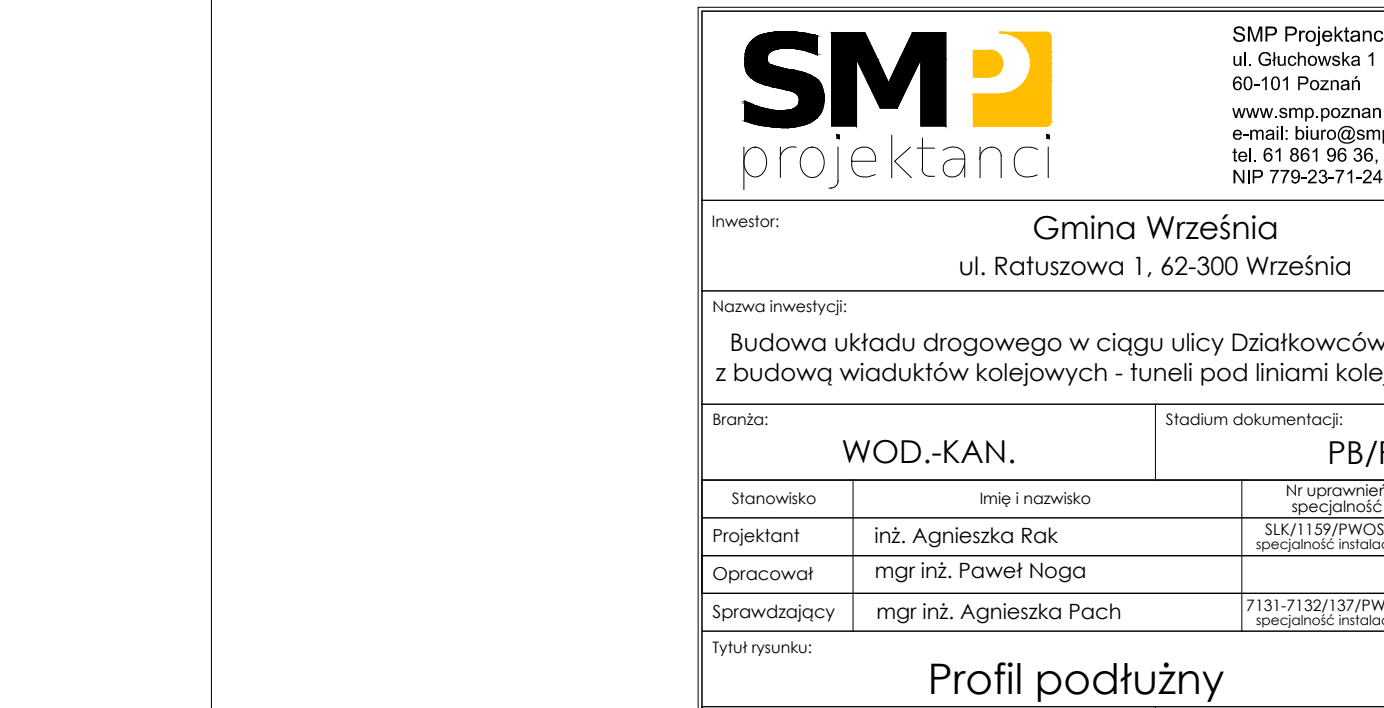 SMP
projektanci
SMP Projektanc
ul. Głuchowska 1
60-101 Poznań
www.smp.poznan
e-mail: biuro@smp
tel. 61 861 96 36,
NIP 779-23-71-24
Inwestor:
Gmina Września
ul. Ratuszowa 1, 62-300 Września
Nazwa inwestycji:
Budowa układu drogowego w ciągu ulicy Działkowców
z budową wiaduktów kolejowych - tuneli pod liniami kolej
Branża:
WOD.-KAN.
Stadium dokumentacji:
PB/
Stanowisko
Imię i nazwisko
Nr uprawnień
specjalność
Projektant
inż. Agnieszka Rak
SLK/1159/PWOS
specjalność instalac
Opracował
mgr inż. Paweł Noga
Sprawdzający
mgr inż. Agnieszka Pach
7131-7132/137/PW
specjalność instalac
Tytuł rysunku:
Profil podłużny